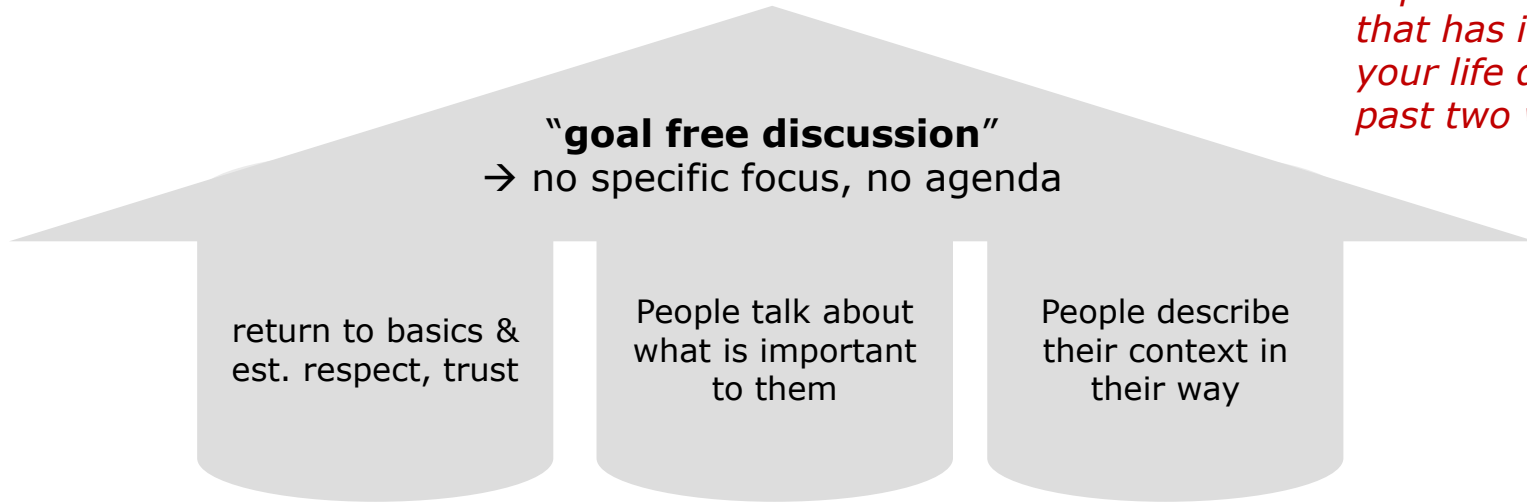 that has
your life
past two
"goal free discussion"
→ no specific focus, no agenda
return to basics &
est. respect, trust
People talk about
what is important
to them
People describe
their context in
their way